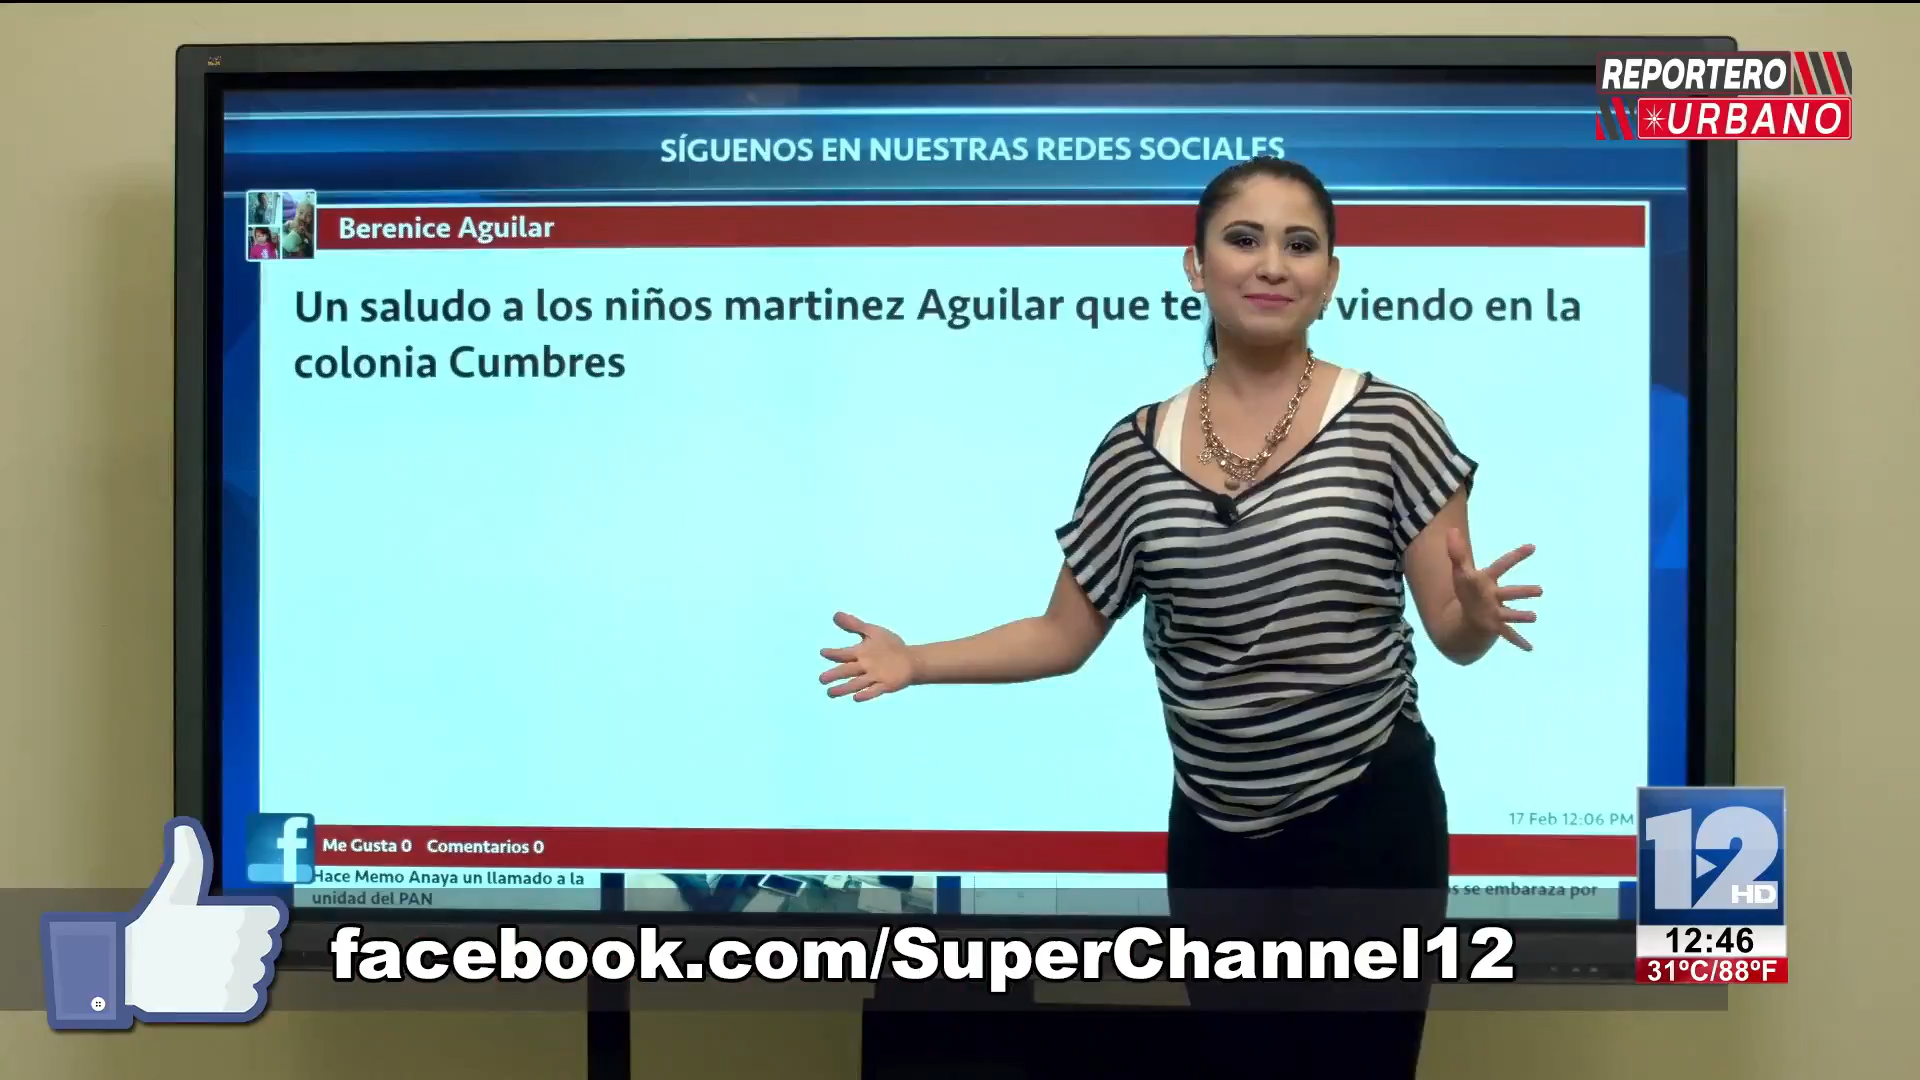 REPORTERO
URBANO
SÍGUENOS EN NUESTRAS REDES SOCIALES
Berenice Aguilar
Un saludo a los niños martinez Aguilar que te viendo en la
colonia Cumbres
17 Feb 12:06 PM
Me Gusta 0 Comentarios 0
Hace Memo Anaya un llamado a la
unidad del PAN
se embaraza por
facebook.com/SuperChannel12
12
HD
12:46
31ºC/88ºF